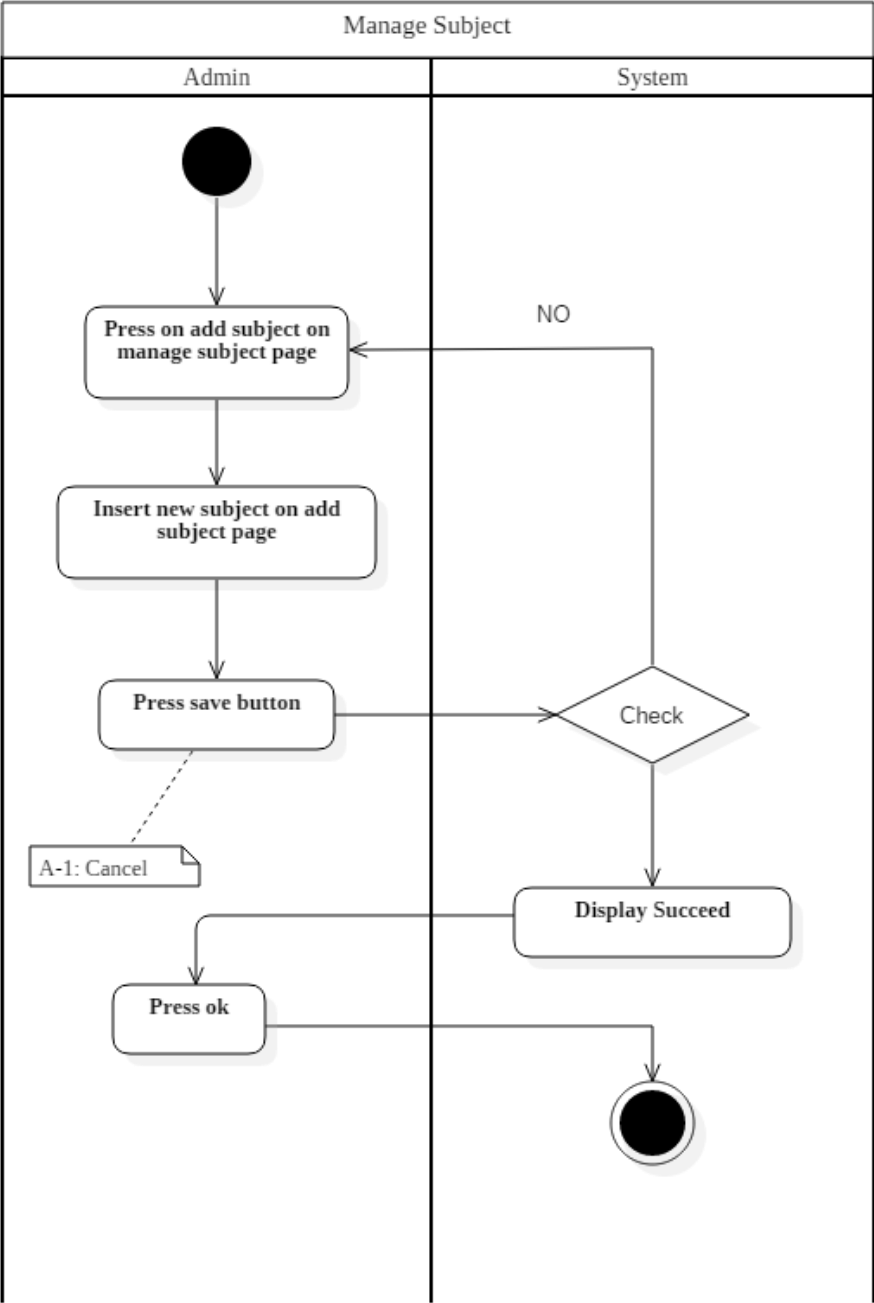 Manage Subject
Admin
System
NO
Press on add subject on
manage subject page
Insert new subject on add
subject page
Press save button
Check
A-1: Cancel
Display Succeed
Press ok